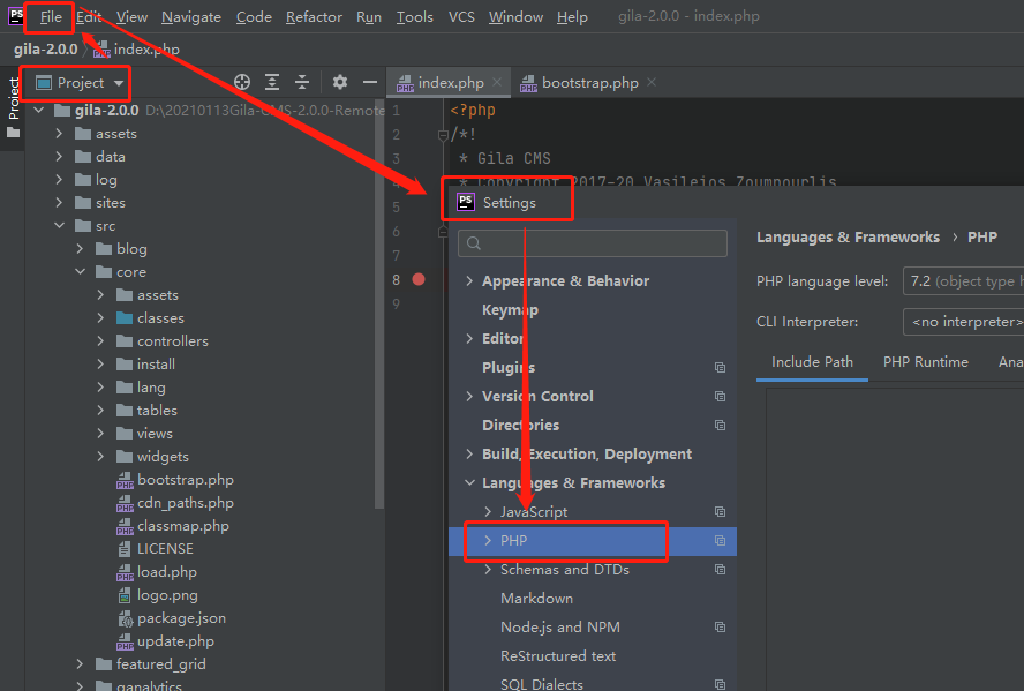 PS File Edit View Navigate Code Refactor Run Tools VCS Window Help gila-2.0.0 - index.php
gila-2.0.0 index.php
Project
Project
index.php bootstrap.php
gila-2.0.0 D:\20210113Gila-CMS-2.0.0-Remote
assets
data
log
sites
src
blog
core
assets
classes
controllers
install
lang
tables
views
widgets
bootstrap.php
cdn_paths.php
classmap.php
LICENSE
load.php
logo.png
package.json
update.php
featured_grid
ganalytics
1 <?php
2 /*!
3 * Gila CMS
4 * Copyright 2017-20 Vasileios Zoumpourlis
5
6
7
8
9
PS Settings
Appearance & Behavior
Keymap
Editor
Plugins
Version Control
Directories
Build, Execution, Deployment
Languages & Frameworks
JavaScript
PHP
Schemas and DTDs
Markdown
Node.js and NPM
ReStructured text
SQL Dialects
Languages & Frameworks › PHP
PHP language level: 7.2 (object type h
CLI Interpreter: <no interpreter>
Include Path PHP Runtime Ana